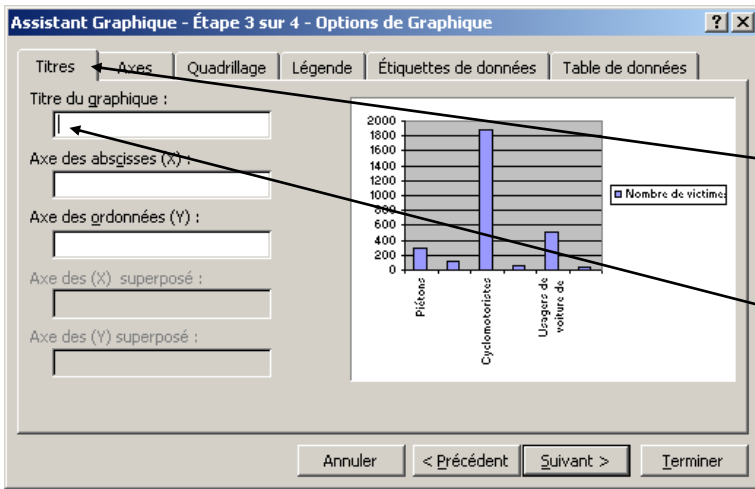 Assistant Graphique - Étape 3 sur 4 - Options de Graphique
Titres Axes Quadrillage Légende Étiquettes de données Table de données
Titre du graphique :
Axe des abscisses (X) :
Axe des ordonnées (Y) :
Axe des (X) superposé :
Axe des (Y) superposé :
2000
1800
1600
1400
1200
1000
800
600
400
200
0
Piétons
Cyclomotoristes
Usagers de
voiture de
Nombre de victimes
Annuler < Précédent Suivant > Terminer